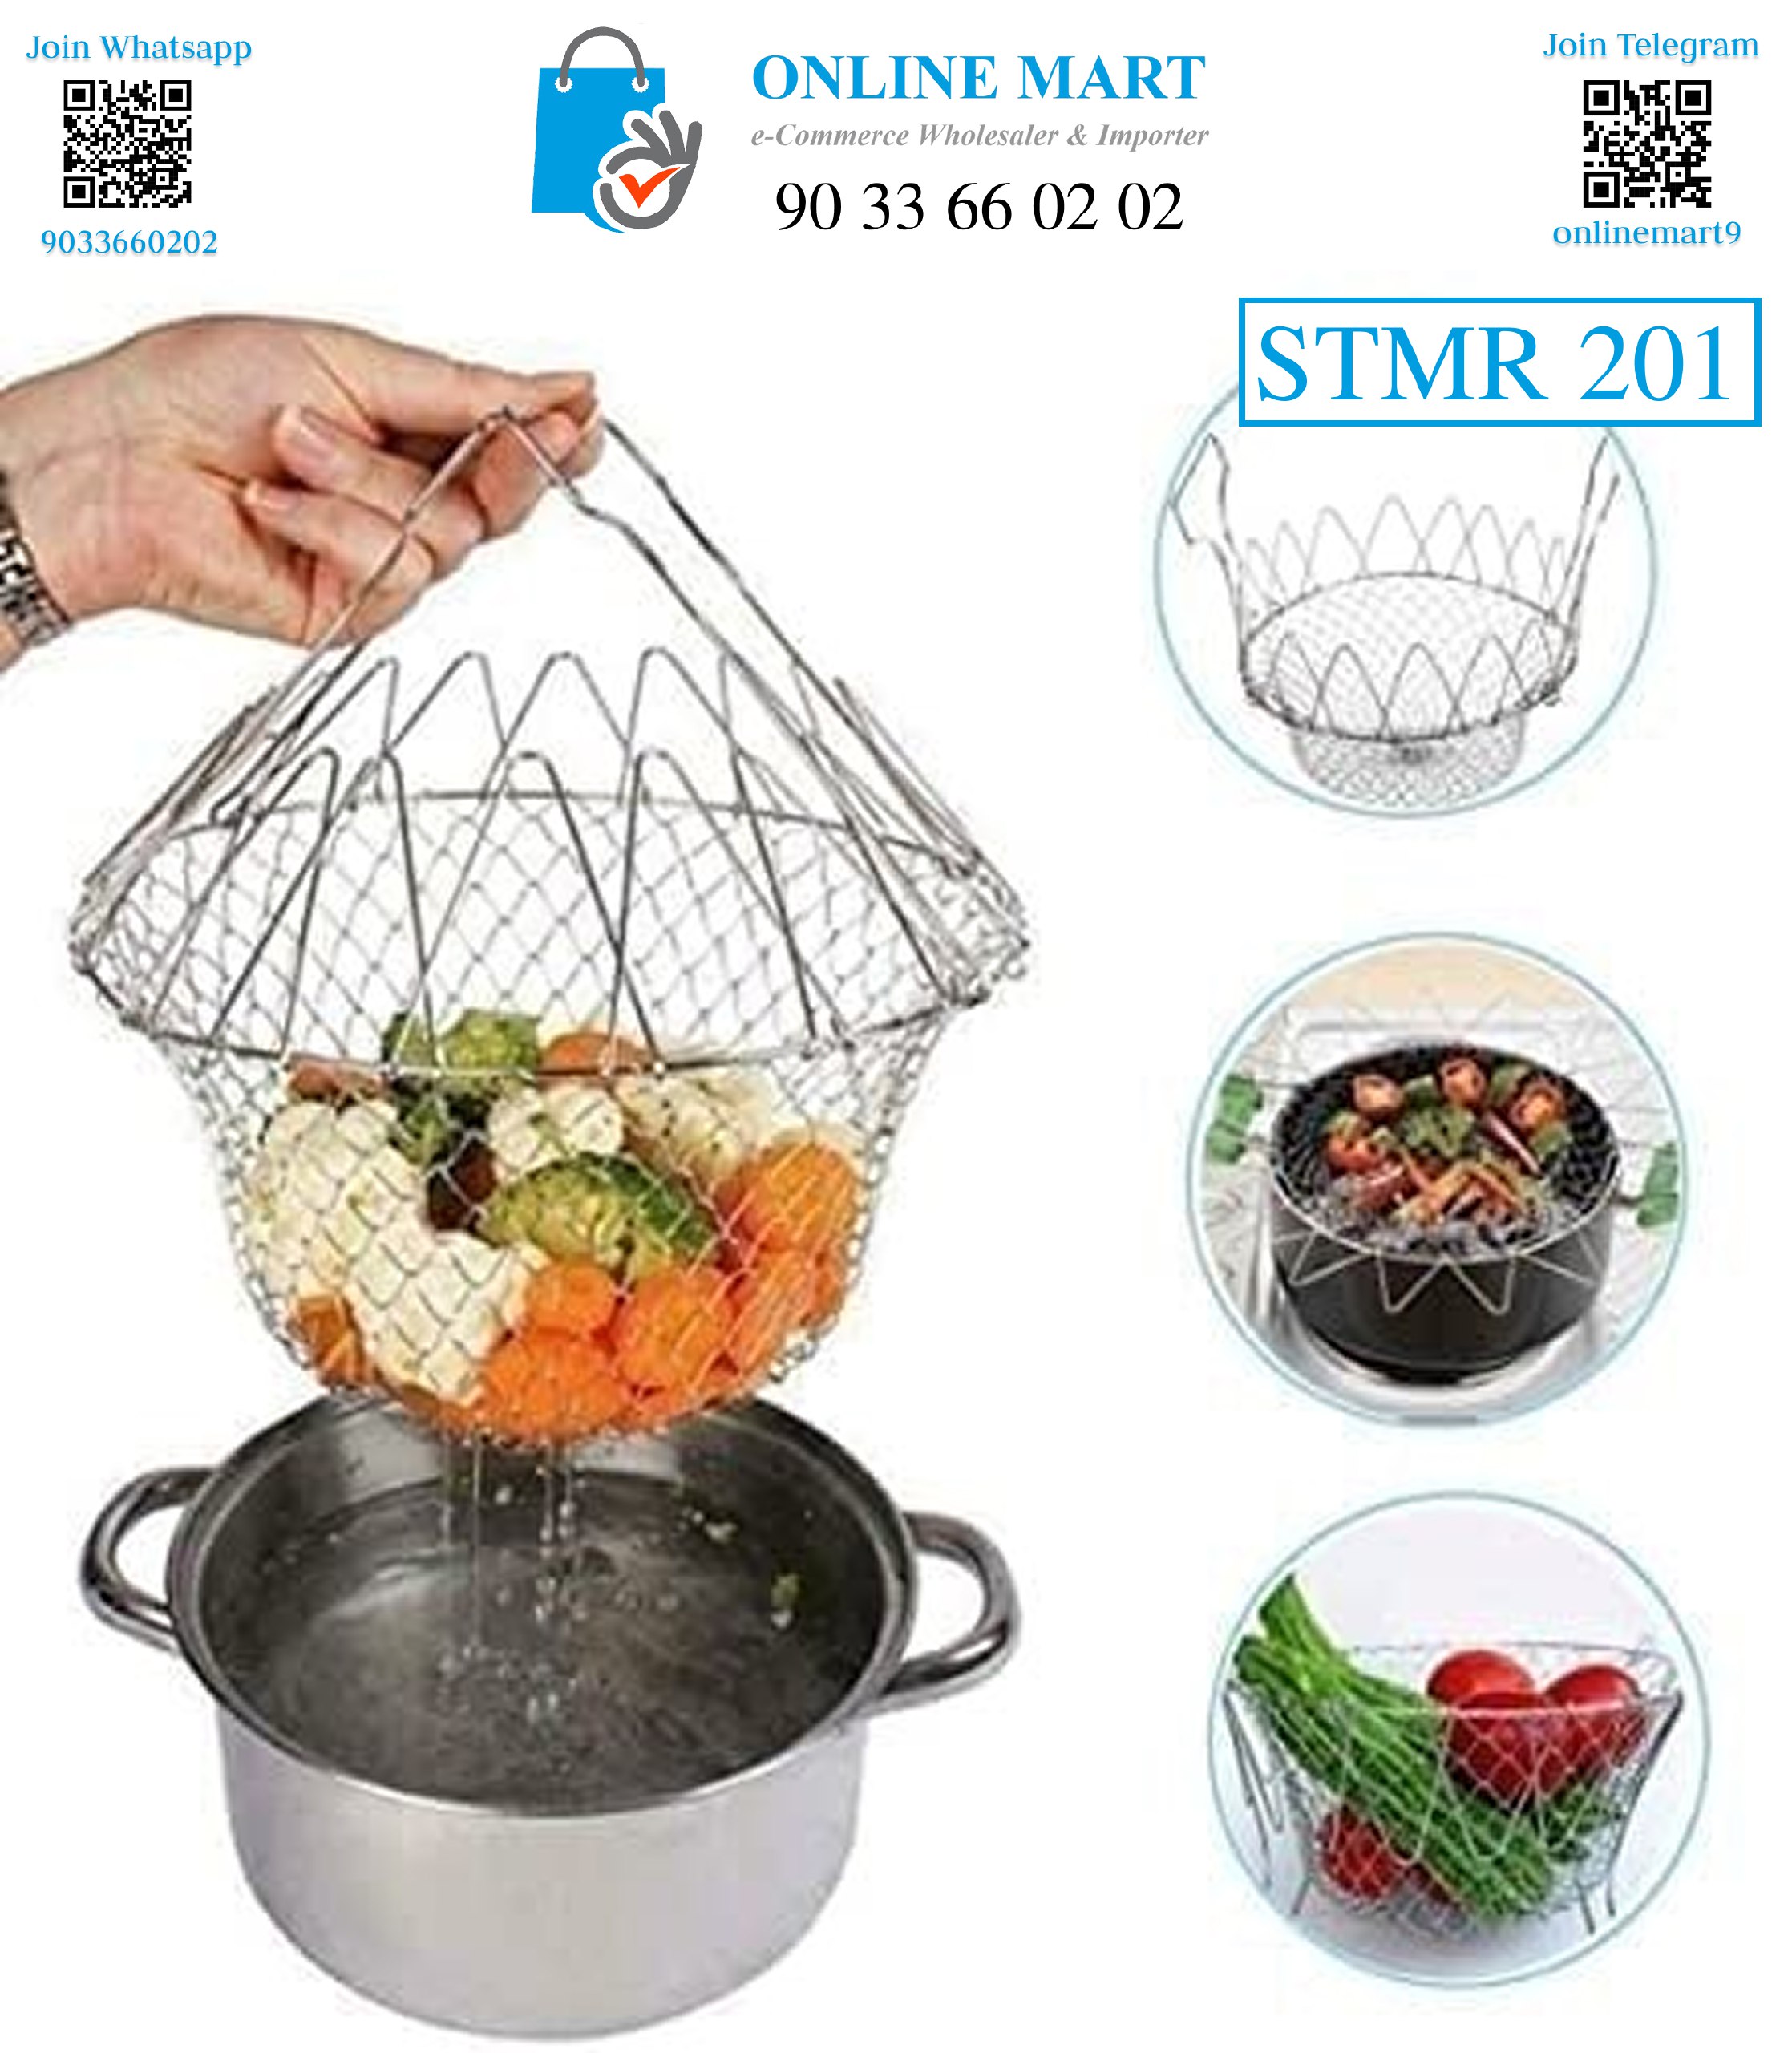 Join Whatsapp
9033660202
ONLINE MART
e-Commerce Wholesaler & Importer
90 33 66 02 02
Join Telegram
onlinemart9
STMR 201